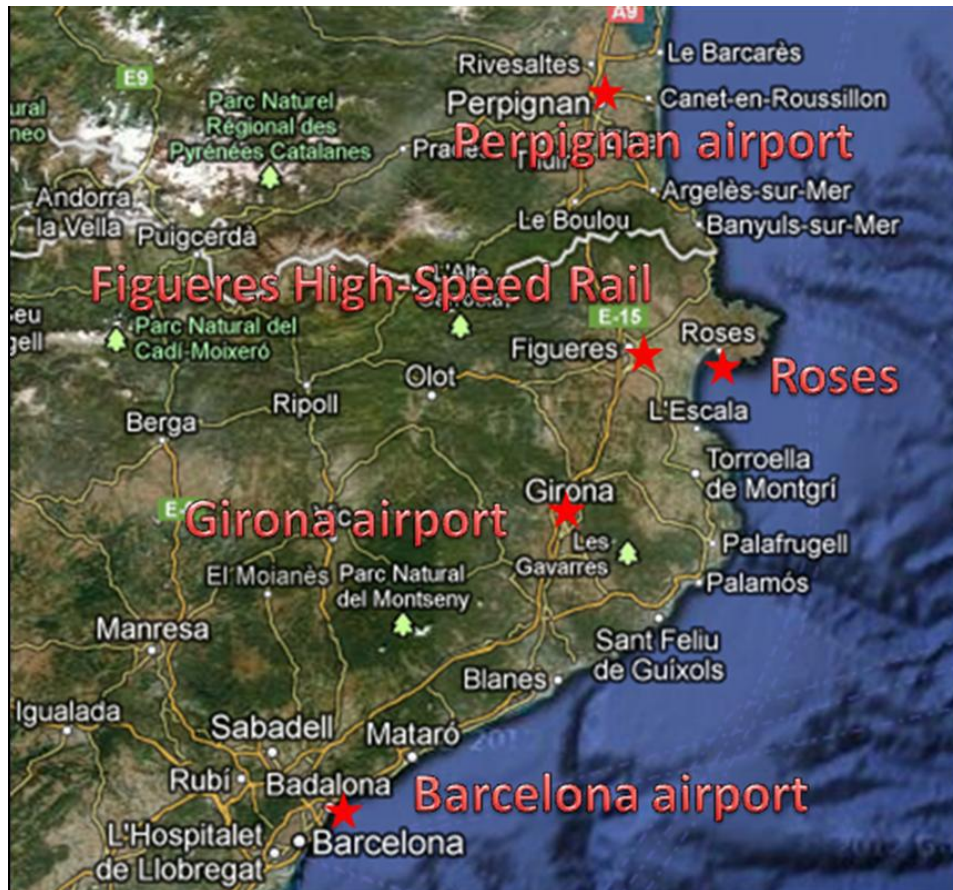 A9
Le Barcarès
Rivesaltes
E9
Perpignan
Canet-en-Roussillon
Parc Naturel
Régional des
Pyrénées Catalanes
Perpignan airport
Andorra
la Vella
Argelès-sur-Mer
Le Boulou
Banyuls-sur-Mer
Puigcerdà
Figueres High-Speed Rail
E-15
Parc Natural del
Cadí-Moixeró
Figueres
Roses
Roses
Olot
Ripoll
L'Escala
Berga
Torroella
de Montgrí
Girona
Girona airport
Les
Gavarres
Palafrugell
El Moianès
Parc Natural
del Montseny
Palamós
Manresa
Sant Feliu
de Guíxols
Blanes
Igualada
Sabadell
Mataró
Rubí
Badalona
Barcelona airport
L'Hospitalet
de Llobregat
Barcelona